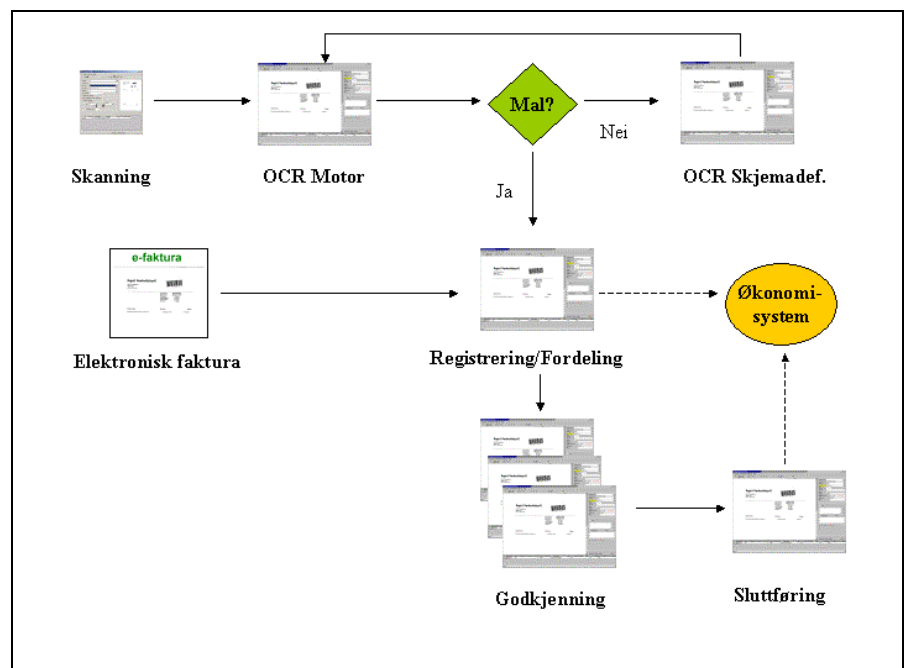 Mal?
Nei
Skanning
OCR Motor
OCR Skjemadef.
Ja
e-faktura
Økonomi-
system
Elektronisk faktura
Registrering/Fordeling
Godkjenning
Sluttføring